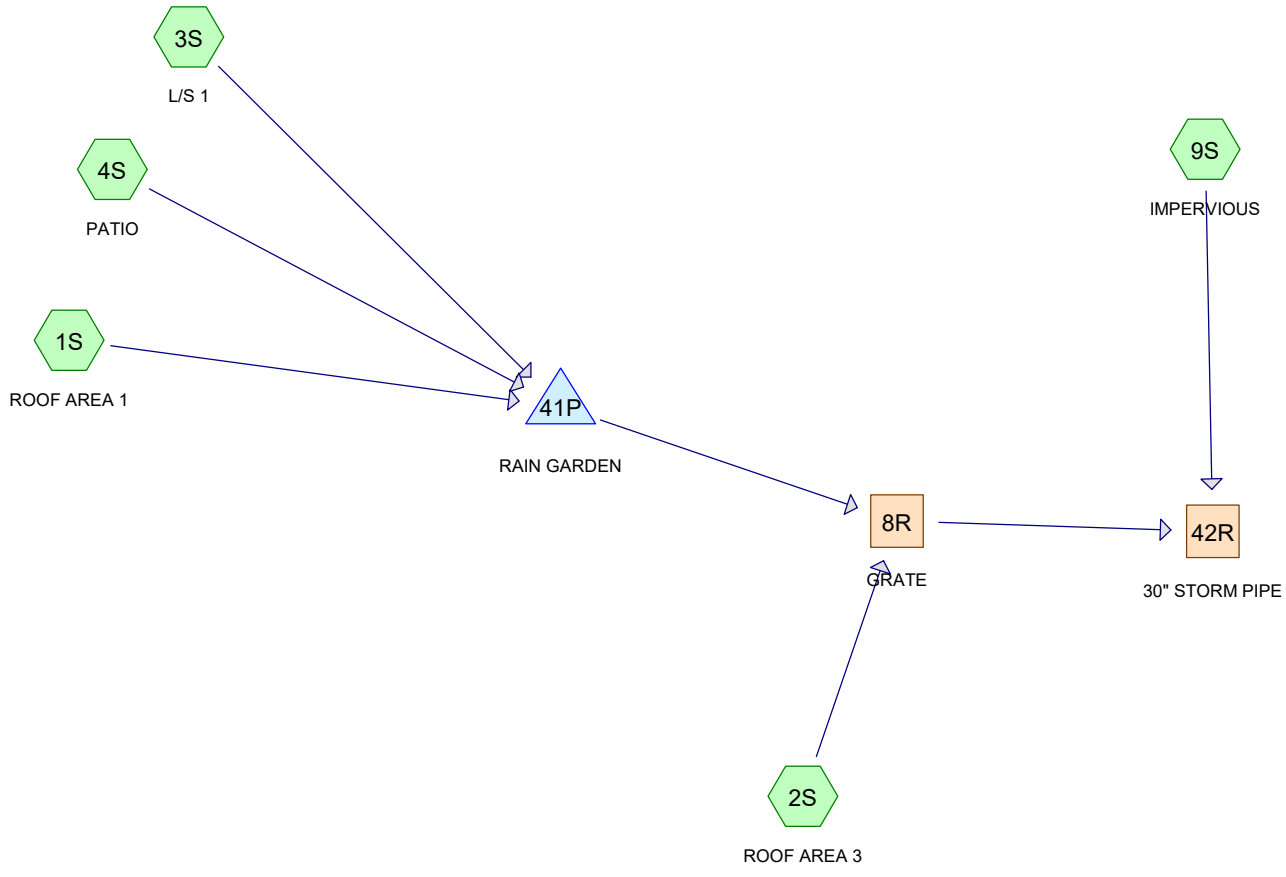 3S
L/S 1
4S
PATIO
1S
ROOF AREA 1
41P
RAIN GARDEN
9S
IMPERVIOUS
8R
GRATE
42R
30" STORM PIPE
2S
ROOF AREA 3